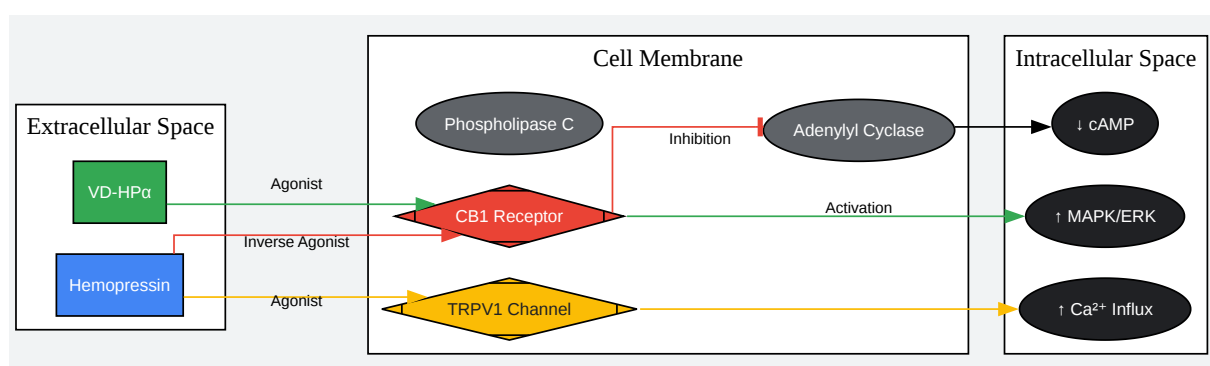 Cell Membrane
Intracellular Space
Extracellular Space
Phospholipase C
Adenylyl Cyclase
↓ cAMP
Inhibition
VD-HPα
Agonist
CB1 Receptor
Activation
↑ MAPK/ERK
Inverse Agonist
Hemopressin
Agonist
TRPV1 Channel
↑ Ca²⁺ Influx